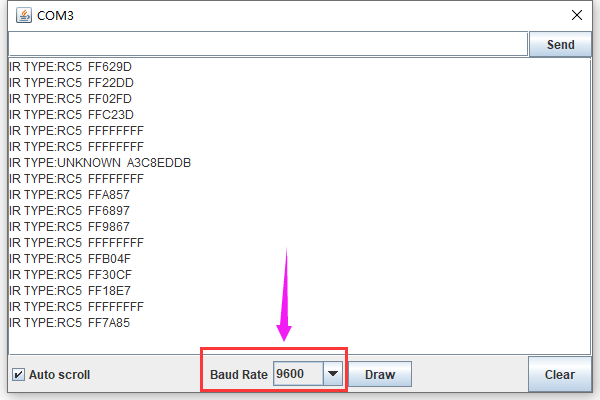 COM3
Send
IR TYPE:RC5 FF629D
IR TYPE:RC5 FF22DD
IR TYPE:RC5 FF02FD
IR TYPE:RC5 FFC23D
IR TYPE:RC5 FFFFFFFF
IR TYPE:RC5 FFFFFFFF
IR TYPE:UNKNOWN A3C8EDDB
IR TYPE:RC5 FFFFFFFF
IR TYPE:RC5 FFA857
IR TYPE:RC5 FF6897
IR TYPE:RC5 FF9867
IR TYPE:RC5 FFFFFFFF
IR TYPE:RC5 FFB04F
IR TYPE:RC5 FF30CF
IR TYPE:RC5 FF18E7
IR TYPE:RC5 FFFFFFFF
IR TYPE:RC5 FF7A85
Auto scroll Baud Rate 9600 Draw Clear